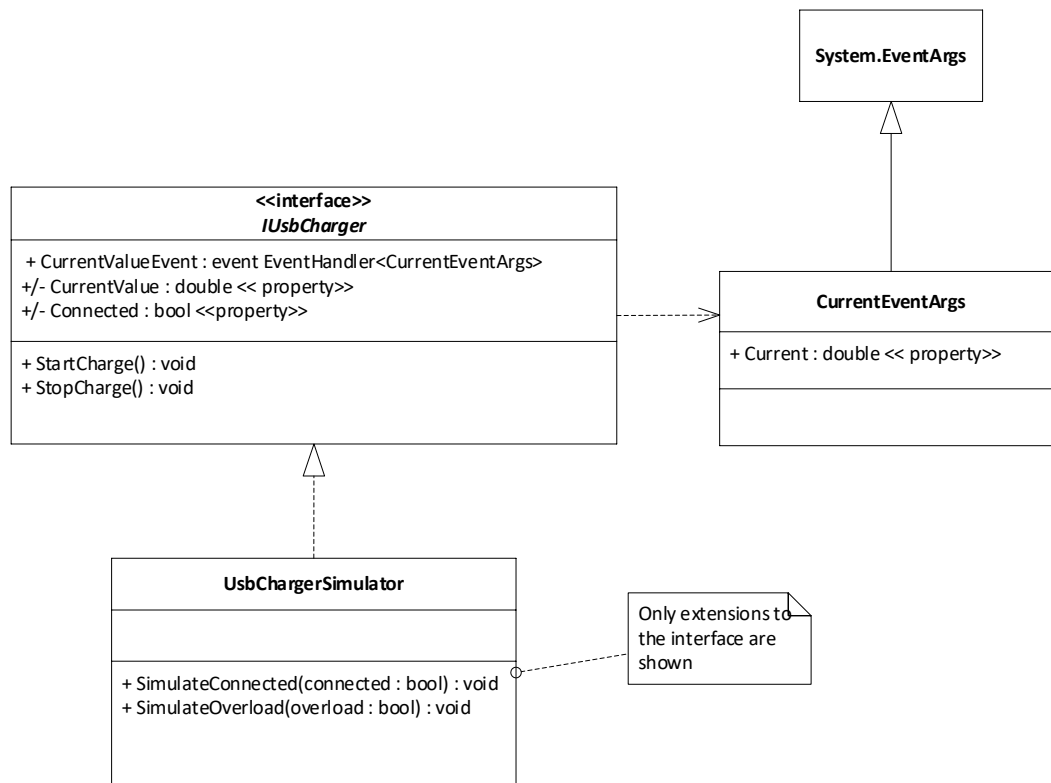 System.EventArgs
<<interface>>
IUsbCharger
+ CurrentValueEvent : event EventHandler<CurrentEventArgs>
+/- CurrentValue : double << property>>
+/- Connected : bool <<property>>
+ StartCharge() : void
+ StopCharge() : void
CurrentEventArgs
+ Current : double << property>>
UsbChargerSimulator
+ SimulateConnected(connected : bool) : void
+ SimulateOverload(overload : bool) : void
Only extensions to
the interface are
shown